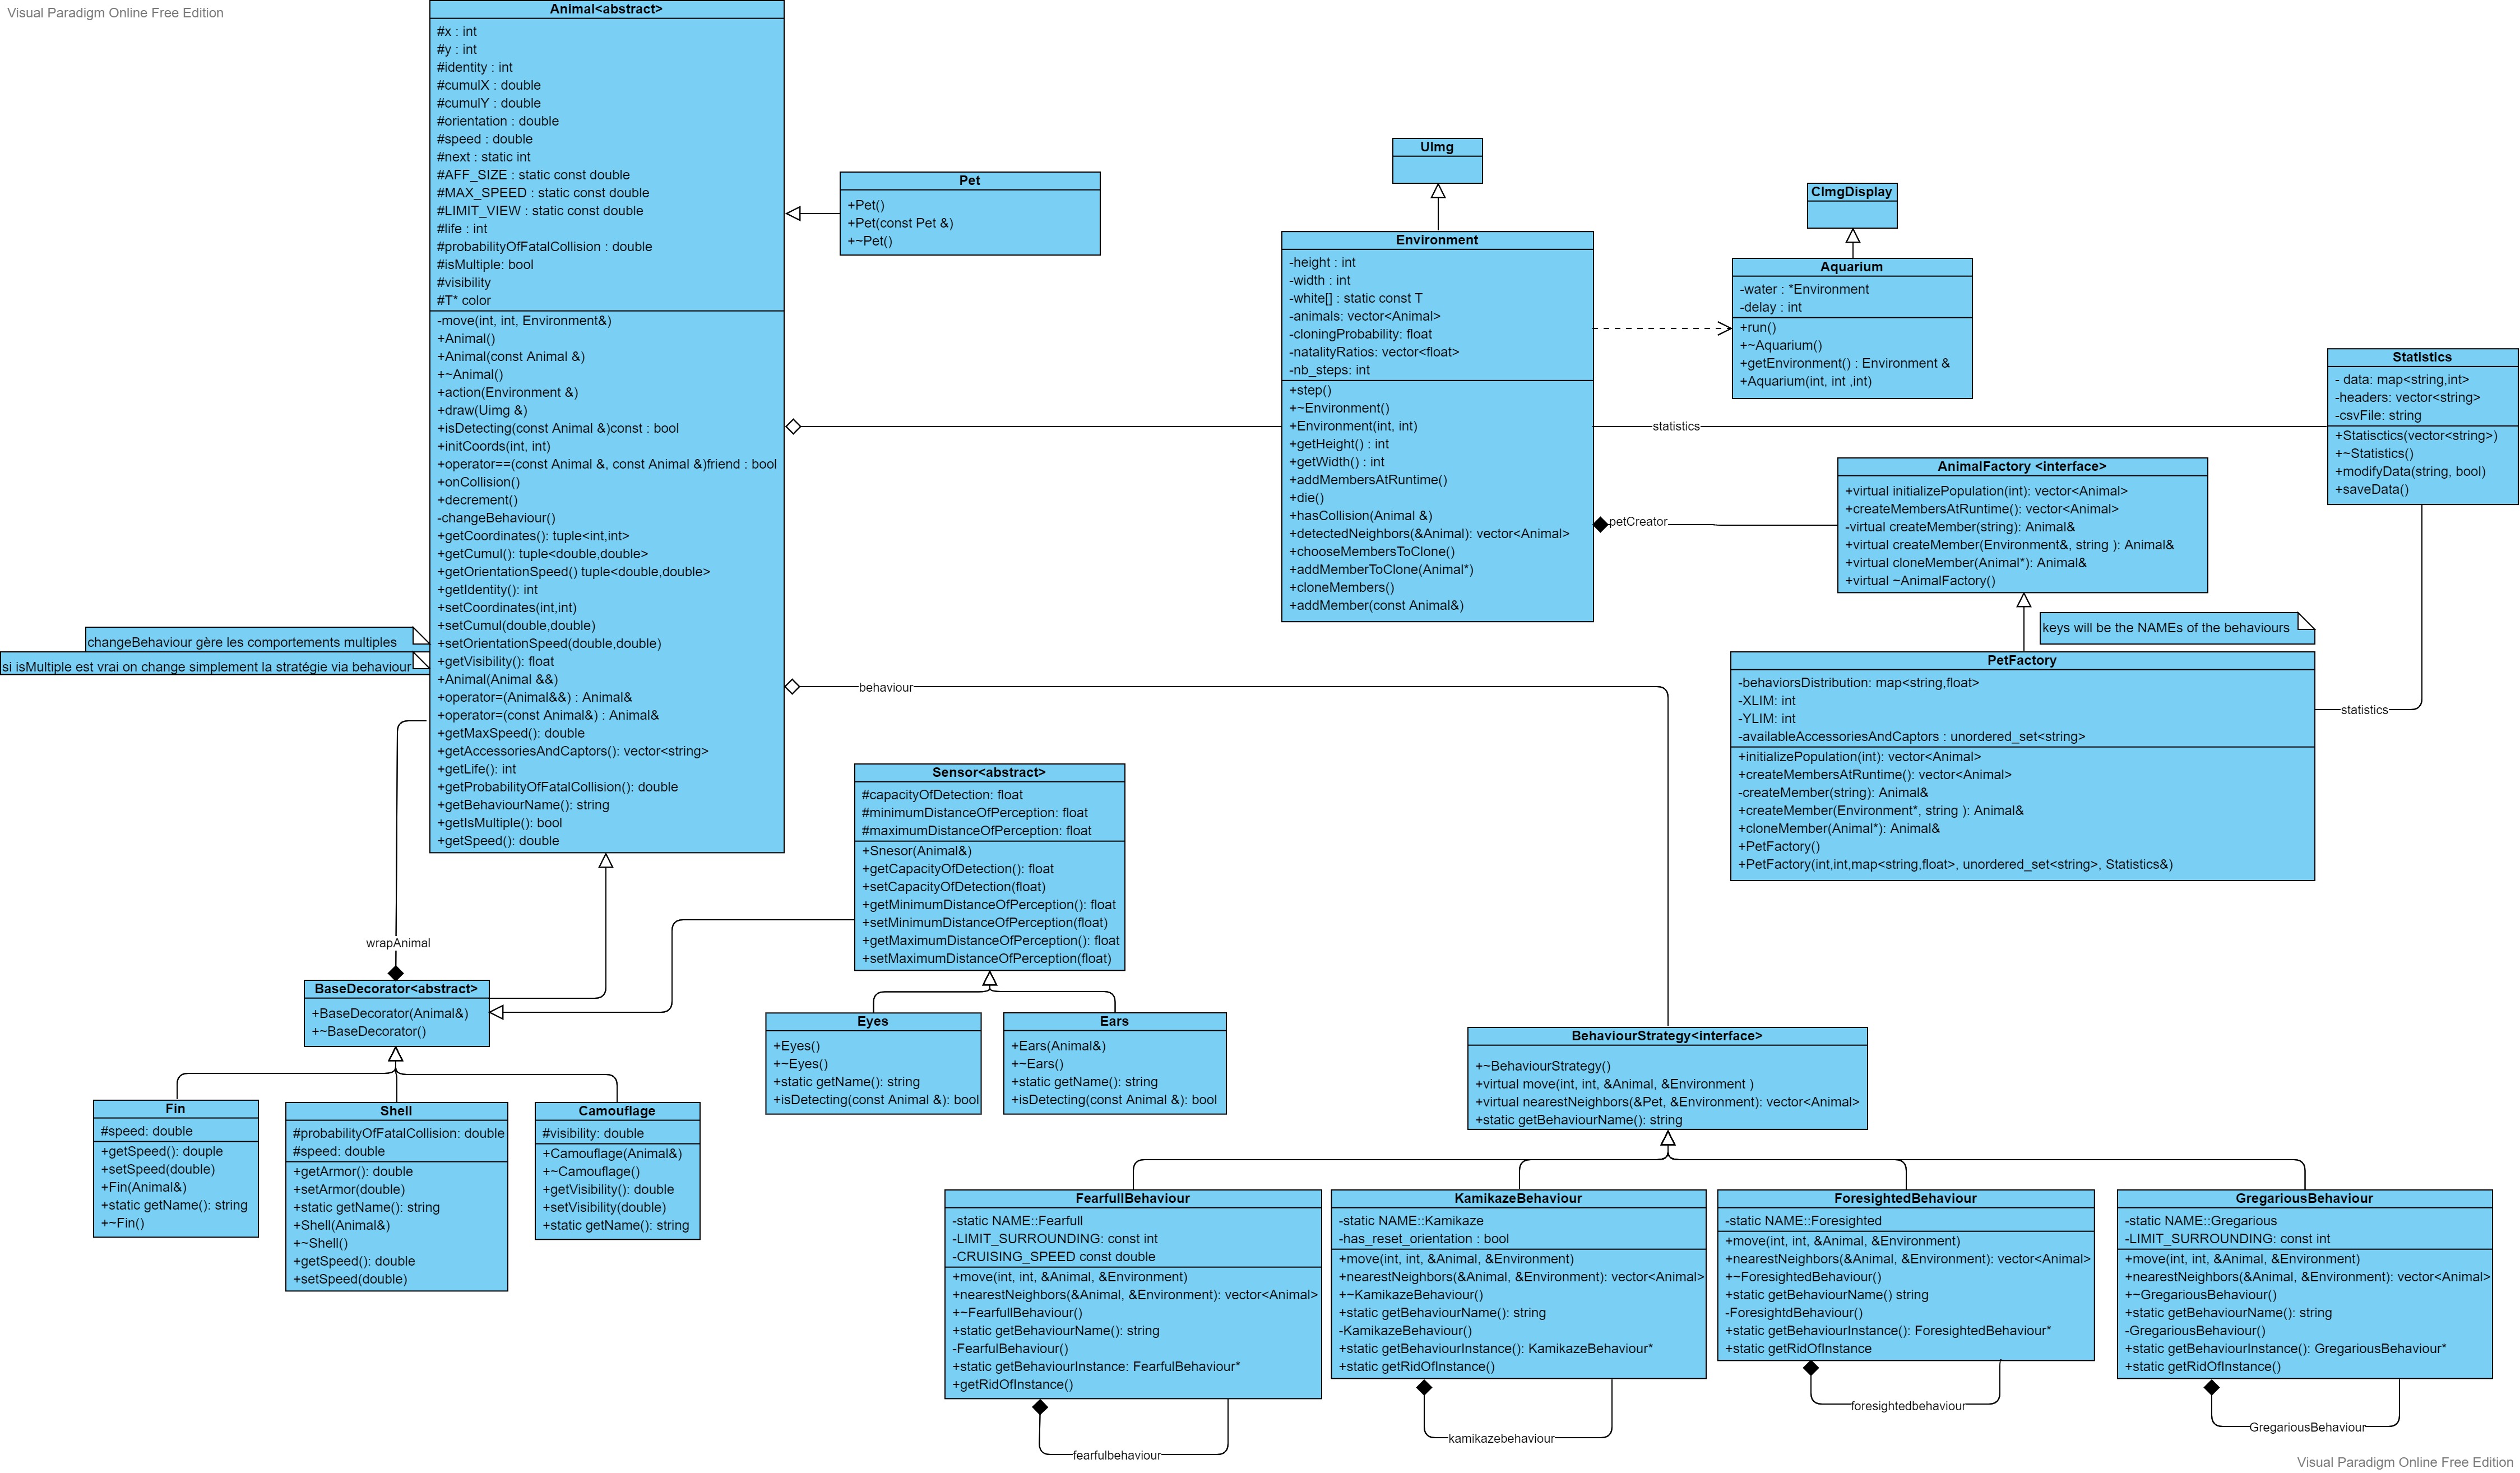 Visual Paradigm Online Free Edition
Animal<abstract>
#x : int
#y : int
#identity : int
#cumulX : double
#cumulY : double
#orientation : double
#speed : double
#next : static int
#AFF_SIZE : static const double
#MAX_SPEED : static const double
#LIMIT_VIEW : static const double
#life : int
#probabilityOfFatalCollision : double
#isMultiple: bool
#visibility
#T* color
-move(int, int, Environment&)
+Animal()
+Animal(const Animal &)
+~Animal()
+action(Environment &)
+draw(Uimg &)
+isDetecting(const Animal &)const : bool
+initCoords(int, int)
+operator==(const Animal &, const Animal &)friend : bool
+onCollision()
+decrement()
-changeBehaviour()
+getCoordinates(): tuple<int,int>
+getCumul(): tuple<double,double>
+getOrientationSpeed() tuple<double,double>
+getIdentity(): int
+setCoordinates(int,int)
+setCumul(double,double)
+setOrientationSpeed(double,double)
+getVisibility(): float
+Animal(Animal &&)
+operator=(Animal&&) : Animal&
+operator=(const Animal&) : Animal&
+getMaxSpeed(): double
+getAccessoriesAndCaptors(): vector<string>
+getLife(): int
+getProbabilityOfFatalCollision(): double
+getBehaviourName(): string
+getIsMultiple(): bool
+getSpeed(): double
changeBehaviour gère les comportements multiples
si isMultiple est vrai on change simplement la stratégie via behaviour
Pet
+Pet()
+Pet(const Pet &)
+~Pet()
UImg
Environment
-height : int
-width : int
-white[] : static const T
-animals: vector<Animal>
-cloningProbability: float
-natalityRatios: vector<float>
-nb_steps: int
+step()
+~Environment()
+Environment(int, int)
+getHeight() : int
+getWidth() : int
+addMembersAtRuntime()
+die()
+hasCollision(Animal &)
+detectedNeighbors(&Animal): vector<Animal>
+chooseMembersToClone()
+addMemberToClone(Animal*)
+cloneMembers()
+addMember(const Animal&)
CImgDisplay
Aquarium
-water : *Environment
-delay : int
+run()
+~Aquarium()
+getEnvironment() : Environment &
+Aquarium(int, int ,int)
statistics
Statistics
- data: map<string,int>
-headers: vector<string>
-csvFile: string
+Statisctics(vector<string>)
+~Statistics()
+modifyData(string, bool)
+saveData()
petCreator
AnimalFactory <interface>
+virtual initializePopulation(int): vector<Animal>
+createMembersAtRuntime(): vector<Animal>
-virtual createMember(string): Animal&
+virtual createMember(Environment&, string ): Animal&
+virtual cloneMember(Animal*): Animal&
+virtual ~AnimalFactory()
keys will be the NAMEs of the behaviours
PetFactory
-behaviorsDistribution: map<string,float>
-XLIM: int
-YLIM: int
-availableAccessoriesAndCaptors : unordered_set<string>
+initializePopulation(int): vector<Animal>
+createMembersAtRuntime(): vector<Animal>
-createMember(string): Animal&
+createMember(Environment*, string ): Animal&
+cloneMember(Animal*): Animal&
+PetFactory()
+PetFactory(int,int,map<string,float>, unordered_set<string>, Statistics&)
statistics
behaviour
Sensor<abstract>
#capacityOfDetection: float
#minimumDistanceOfPerception: float
#maximumDistanceOfPerception: float
+Snesor(Animal&)
+getCapacityOfDetection(): float
+setCapacityOfDetection(float)
+getMinimumDistanceOfPerception(): float
+setMinimumDistanceOfPerception(float)
+getMaximumDistanceOfPerception(): float
+setMaximumDistanceOfPerception(float)
wrapAnimal
BaseDecorator<abstract>
+BaseDecorator(Animal&)
+~BaseDecorator()
Eyes
+Eyes()
+~Eyes()
+static getName(): string
+isDetecting(const Animal &): bool
Ears
+Ears(Animal&)
+~Ears()
+static getName(): string
+isDetecting(const Animal &): bool
Fin
#speed: double
+getSpeed(): douple
+setSpeed(double)
+Fin(Animal&)
+static getName(): string
+~Fin()
Shell
#probabilityOfFatalCollision: double
#speed: double
+getArmor(): double
+setArmor(double)
+static getName(): string
+Shell(Animal&)
+~Shell()
+getSpeed(): double
+setSpeed(double)
Camouflage
#visibility: double
+Camouflage(Animal&)
+~Camouflage()
+getVisibility(): double
+setVisibility(double)
+static getName(): string
BehaviourStrategy<interface>
+~BehaviourStrategy()
+virtual move(int, int, &Animal, &Environment )
+virtual nearestNeighbors(&Pet, &Environment): vector<Animal>
+static getBehaviourName(): string
FearfullBehaviour
-static NAME::Fearfull
-LIMIT_SURROUNDING: const int
-CRUISING_SPEED const double
+move(int, int, &Animal, &Environment)
+nearestNeighbors(&Animal, &Environment): vector<Animal>
+~FearfullBehaviour()
+static getBehaviourName(): string
-FearfulBehaviour()
+static getBehaviourInstance: FearfulBehaviour*
+getRidOfInstance()
fearfulbehaviour
KamikazeBehaviour
-static NAME::Kamikaze
-has_reset_orientation : bool
+move(int, int, &Animal, &Environment)
+nearestNeighbors(&Animal, &Environment): vector<Animal>
+~KamikazeBehaviour()
+static getBehaviourName(): string
-KamikazeBehaviour()
+static getBehaviourInstance(): KamikazeBehaviour*
+static getRidOfInstance()
kamikazebehaviour
ForesightedBehaviour
-static NAME::Foresighted
+move(int, int, &Animal, &Environment)
+nearestNeighbors(&Animal, &Environment): vector<Animal>
+~ForesightedBehaviour()
+static getBehaviourName() string
-ForesightdBehaviour()
+static getBehaviourInstance(): ForesightedBehaviour*
+static getRidOfInstance
foresightedbehaviour
GregariousBehaviour
-static NAME::Gregarious
-LIMIT_SURROUNDING: const int
+move(int, int, &Animal, &Environment)
+nearestNeighbors(&Animal, &Environment): vector<Animal>
+~GregariousBehaviour()
+static getBehaviourName(): string
-GregariousBehaviour()
+static getBehaviourInstance(): GregariousBehaviour*
+static getRidOfInstance()
GregariousBehaviour
Visual Paradigm Online Free Edition